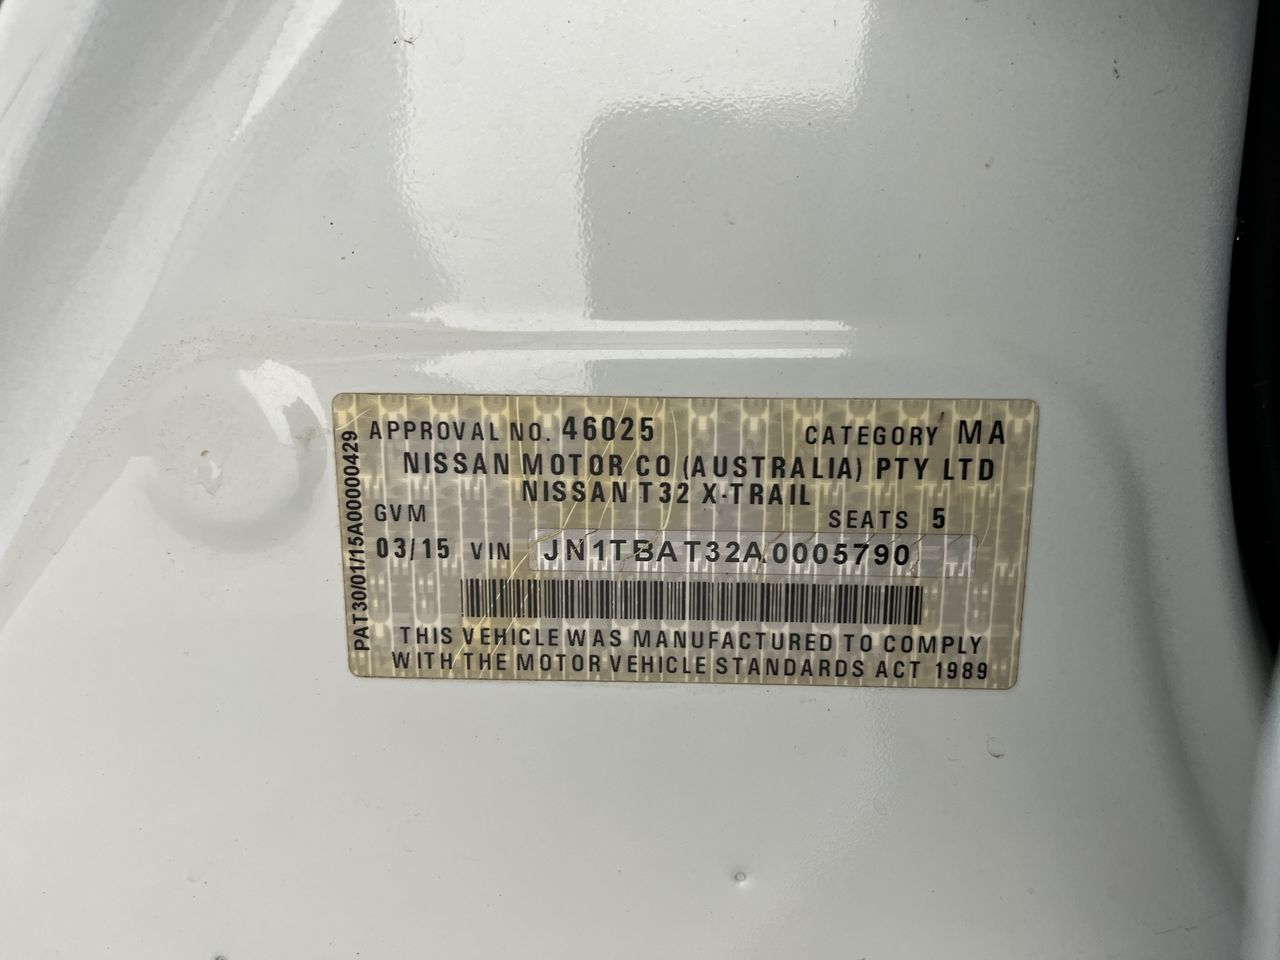 APPROVAL NO. 46025 CATEGORY MA
NISSAN MOTOR CO (AUSTRALIA) PTY LTD
NISSAN T32 X-TRAIL
GVM SEATS 5
03/15 VIN JN1TBAT32A0005790
THIS VEHICLE WAS MANUFACTURED TO COMPLY
WITH THE MOTOR VEHICLE STANDARDS ACT 1989
PAT30/01/15A00000429